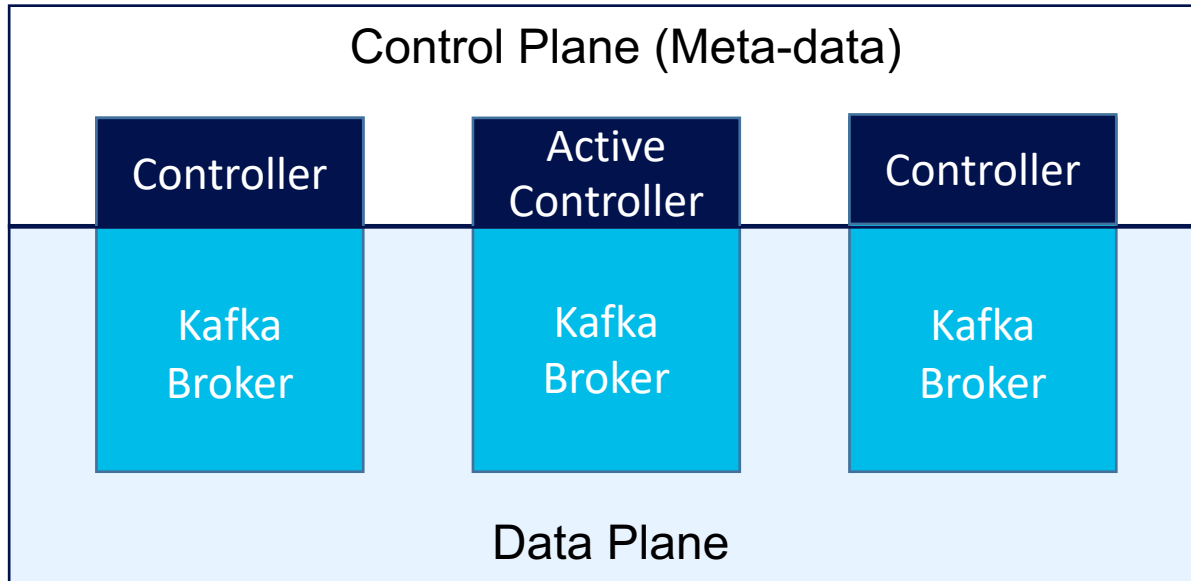 Control Plane (Meta-data)
Controller
Active
Controller
Controller
Kafka
Broker
Kafka
Broker
Kafka
Broker
Data Plane